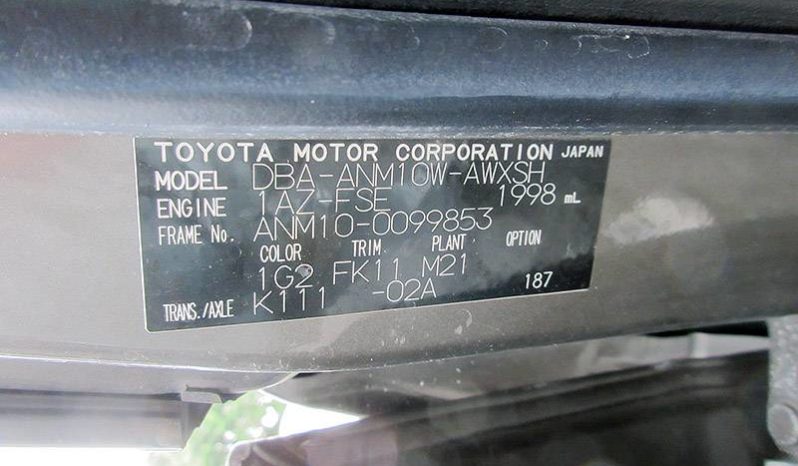 TOYOTA MOTOR CORPORATION JAPAN
MODEL DBA-ANM10W-AWXSH
ENGINE 1AZ-FSE 1998 mL
FRAME No. ANM10-0099853
COLOR TRIM PLANT OPTION
1G2 FK11 M21
TRANS./AXLE K111 -02A 187